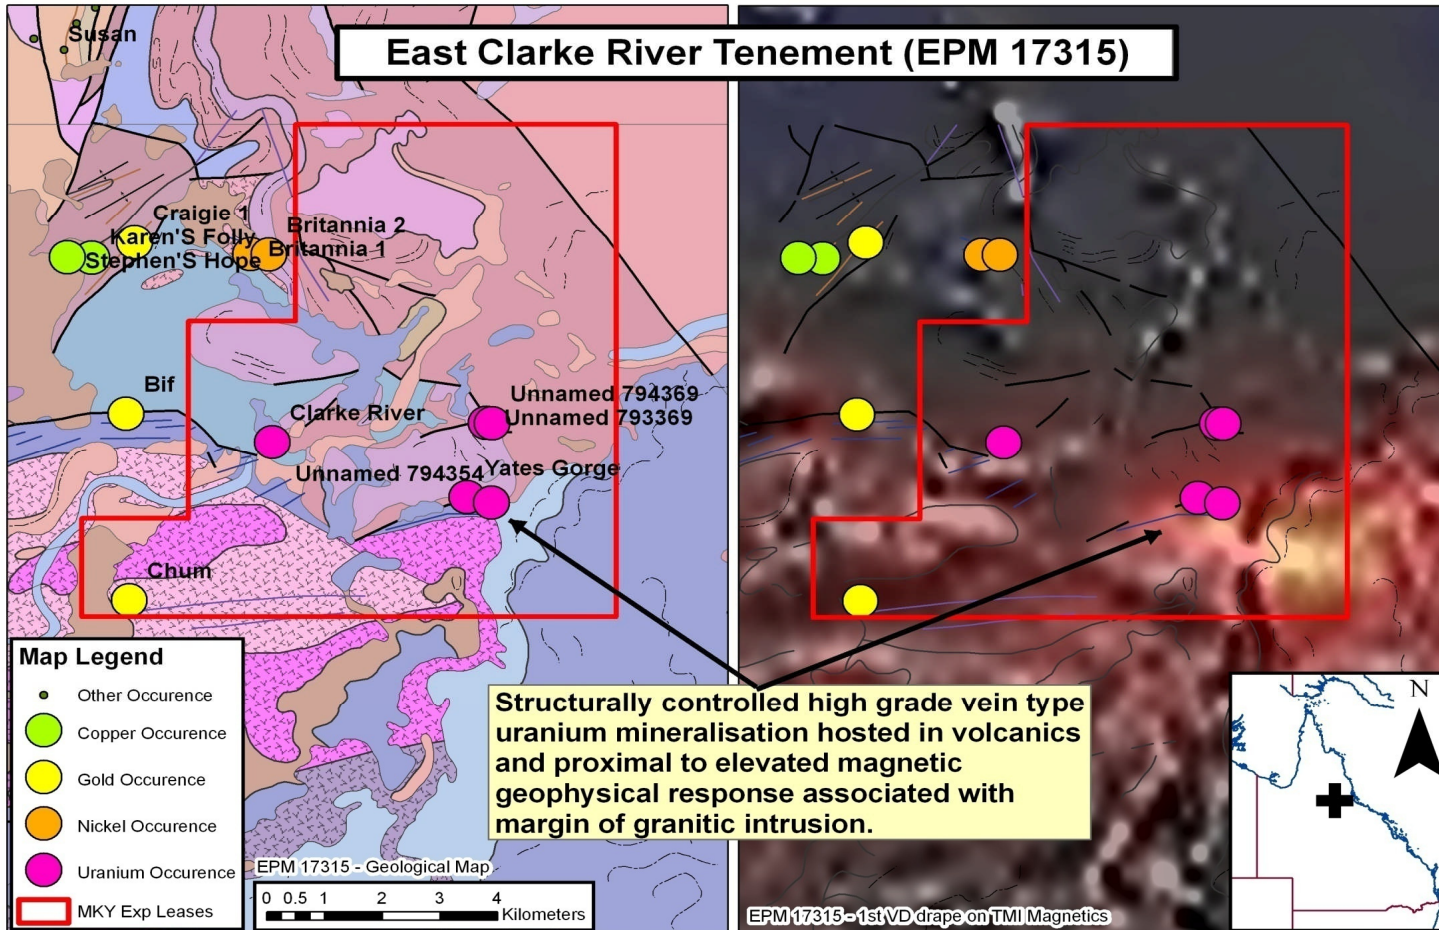 East Clarke River Tenement (EPM 17315)
Susan
Craigie 1
Karen'S Folly
Stephen'S Hope
Britannia 2
Britannia 1
Bif
Clarke River
Unnamed 794369
Unnamed 793369
Unnamed 794354
Yates Gorge
Chum
Map Legend
Other Occurence
Copper Occurence
Gold Occurence
Nickel Occurence
Uranium Occurence
MKY Exp Leases
Structurally controlled high grade vein type
uranium mineralisation hosted in volcanics
and proximal to elevated magnetic
geophysical response associated with
margin of granitic intrusion.
EPM 17315 - Geological Map
0 0.5 1 2 3 4
Kilometers
EPM 17315 - 1st VD drape on TMI Magnetics
N